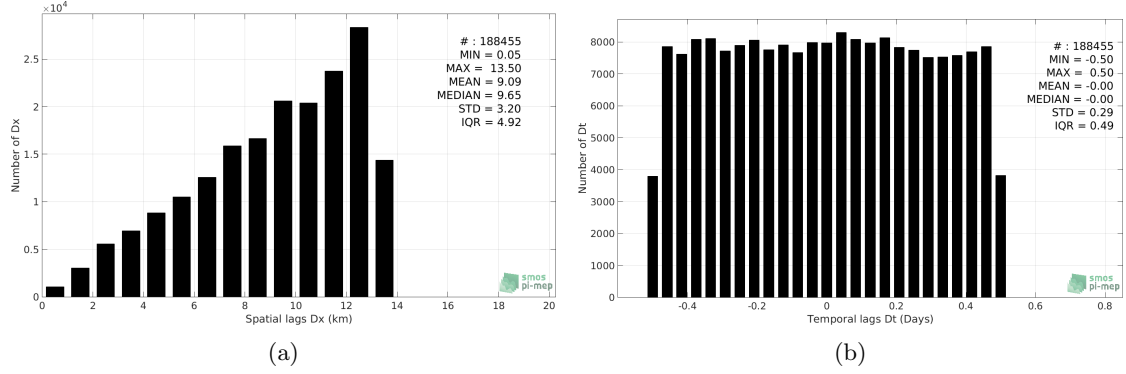 ×10⁴
2.5
2
1.5
1
0.5
0
0 2 4 6 8 10 12 14 16 18 20
Number of Dx
Spatial lags Dx (km)
# : 188455
MIN = 0.05
MAX = 13.50
MEAN = 9.09
MEDIAN = 9.65
STD = 3.20
IQR = 4.92
smos
pi-mep
(a)
8000
7000
6000
5000
4000
3000
2000
1000
0
-0.4 -0.2 0 0.2 0.4 0.6 0.8
Number of Dt
Temporal lags Dt (Days)
# : 188455
MIN = -0.50
MAX = 0.50
MEAN = -0.00
MEDIAN = -0.00
STD = 0.29
IQR = 0.49
smos
pi-mep
(b)